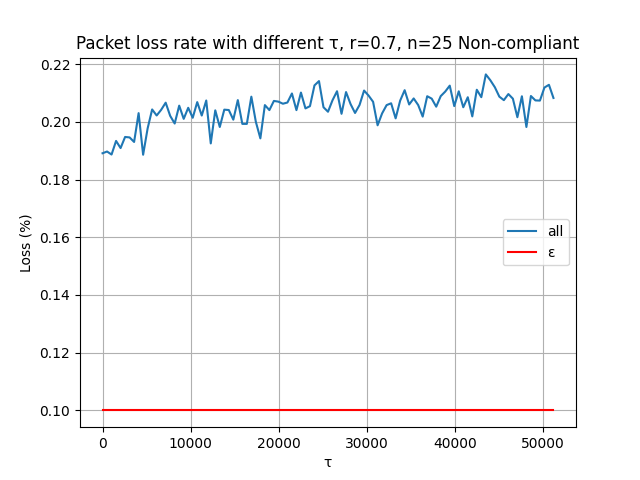 Packet loss rate with different τ, r=0.7, n=25 Non-compliant
0.22
0.20
0.18
0.16
0.14
0.12
0.10
Loss (%)
all
ε
0 10000 20000 30000 40000 50000
τ